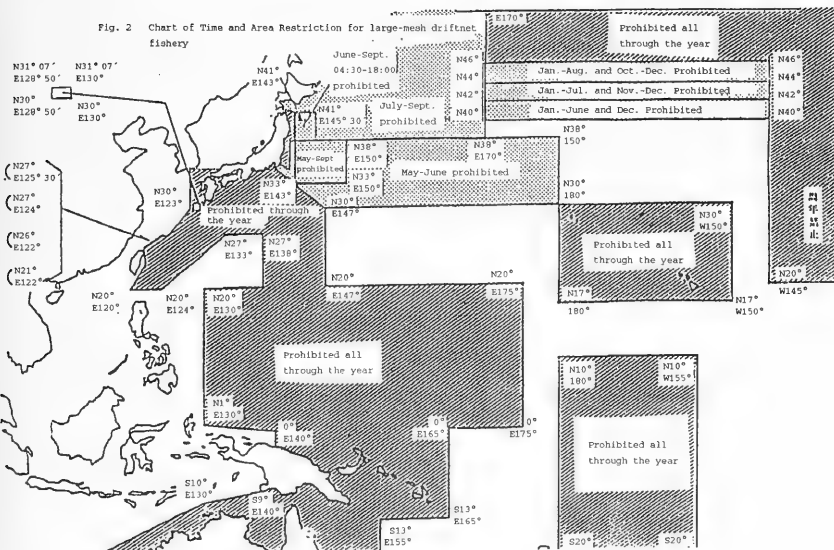 Fig. 2   Chart of Time and Area Restriction for large-mesh driftnet
fishery
E170°
Prohibited all
through the year
N31° 07′
E128° 50′
N31° 07′
E130°
N30°
E128° 50′
N30°
E130°
N41°
E143°
June-Sept.
04:30-18:00
prohibited
N46°
N44°
N42°
N40°
Jan.-Aug. and Oct.-Dec. Prohibited
Jan.-Jul. and Nov.-Dec. Prohibited
Jan.-June and Dec. Prohibited
N46°
N44°
N42°
N40°
N41°
E145° 30
July-Sept.
prohibited
N38°
150°
N38°
E150°
N38°
E170°
May-Sept
prohibited
N33°
E150°
May-June prohibited
(N27°
E125° 30
(N27°
E124°
(N26°
E122°
(N21°
E122°
N30°
E123°
N33°
E143°
N30°
E147°
N30°
180°
Prohibited through
the year
N27°
E133°
N27°
E138°
N30°
W150°
周年禁止
Prohibited all
through the year
N20°
E120°
N20°
E124°
N20°
E130°
N20°
E147°
N20°
E175°
N17°
180°
N17°
W150°
N20°
W145°
Prohibited all
through the year
N10°
180°
N10°
W155°
N1°
E130°
0°
E140°
0°
E165°
0°
E175°
Prohibited all
through the year
S10°
E130°
S9°
E140°
S13°
E165°
S13°
E155°
S20°
S20°